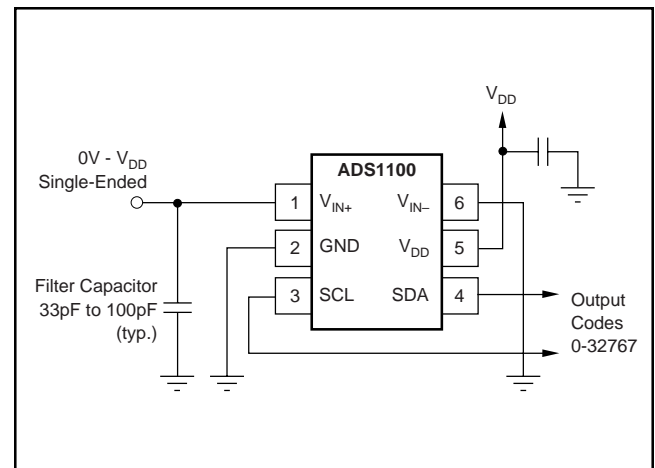 V_DD
0V - V_DD
Single-Ended
ADS1100
1 V_IN+ V_IN– 6
2 GND V_DD 5
3 SCL SDA 4
Filter Capacitor
33pF to 100pF
(typ.)
Output
Codes
0-32767